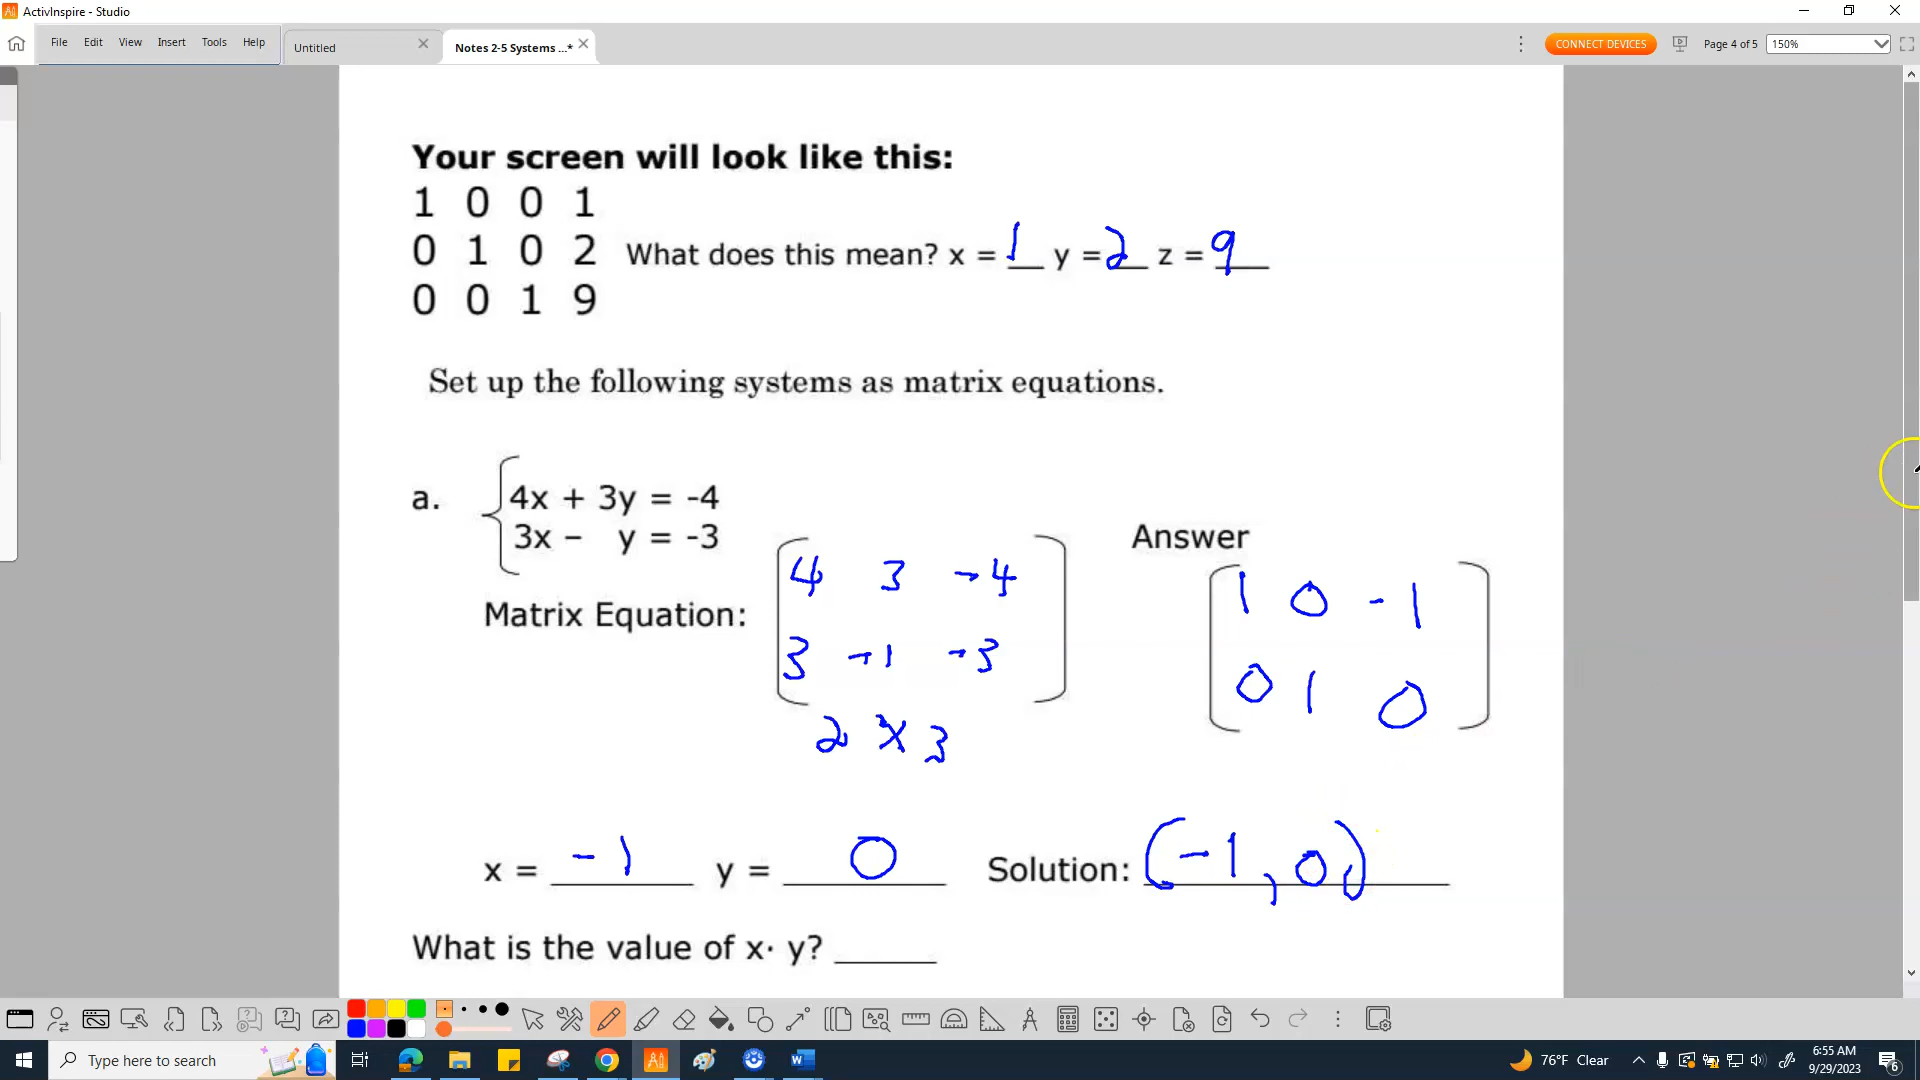 ActivInspire - Studio
File Edit View Insert Tools Help
Untitled
Notes 2-5 Systems ...*
CONNECT DEVICES
Page 4 of 5
150%
Your screen will look like this:
1 0 0 1
0 1 0 2 What does this mean? x = 1 y = 2 z = 9
0 0 1 9
Set up the following systems as matrix equations.
a. 4x + 3y = -4
3x – y = -3
Answer
Matrix Equation:
4 3 -4
3 -1 -3
2 x 3
1 0 -1
0 1 0
x = -1 y = 0 Solution: (-1, 0)
What is the value of x· y? ______
Type here to search
76°F Clear
6:55 AM
9/29/2023
6